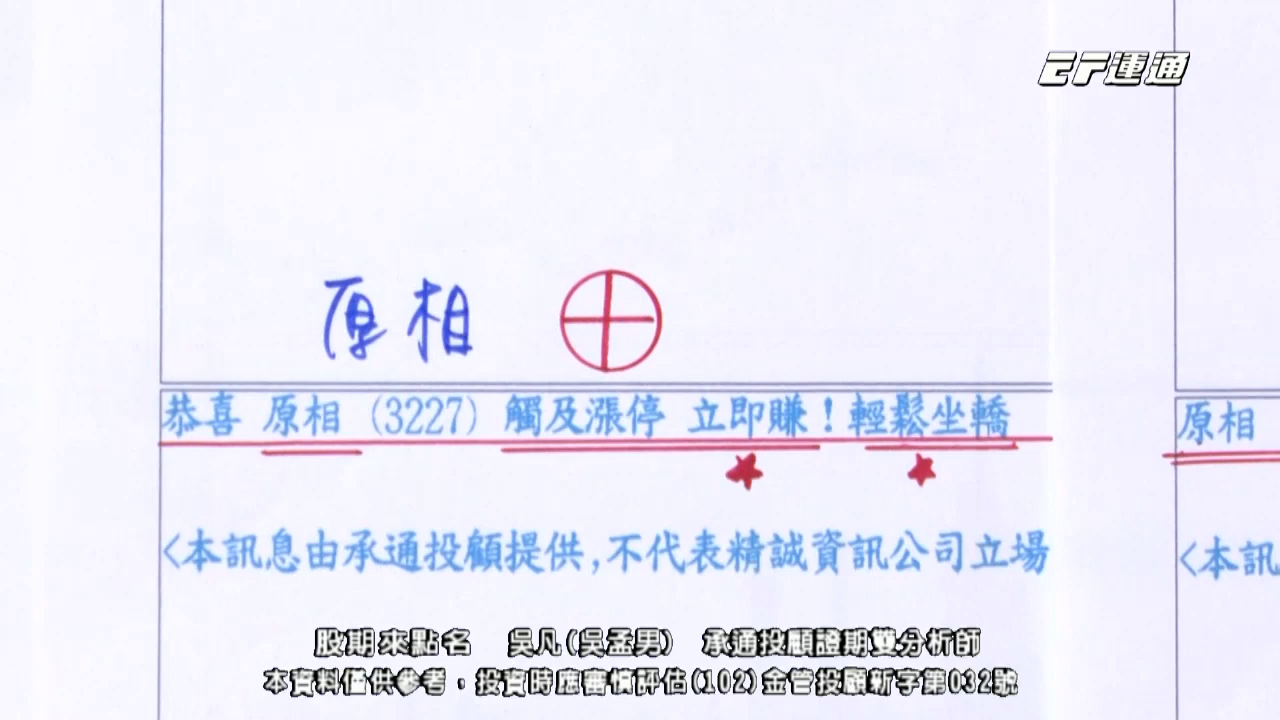 EF運通
原相
恭喜 原相 (3227) 觸及漲停 立即賺！輕鬆坐轎
原相
<本訊息由承通投顧提供,不代表精誠資訊公司立場
<本訊
股期來點名 吳凡(吳孟男) 承通投顧證期雙分析師
本資料僅供參考，投資時應審慎評估(102)金管投顧新字第032號